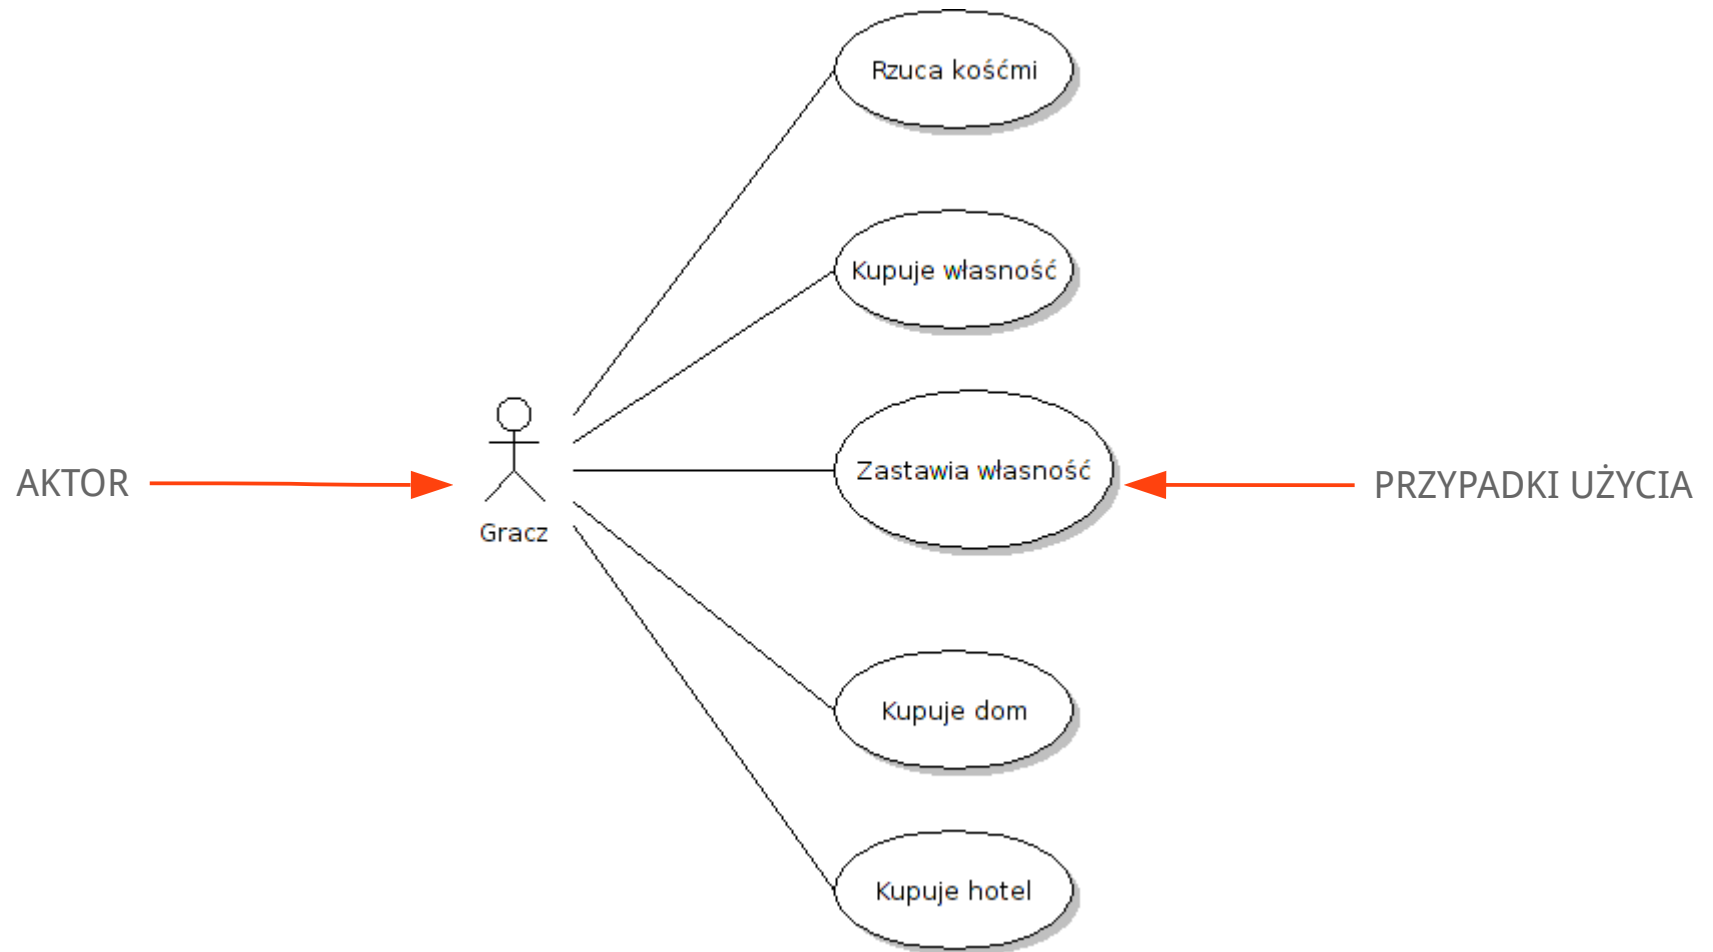 Rzuca kośćmi
Kupuje własność
AKTOR
Gracz
Zastawia własność
PRZYPADKI UŻYCIA
Kupuje dom
Kupuje hotel